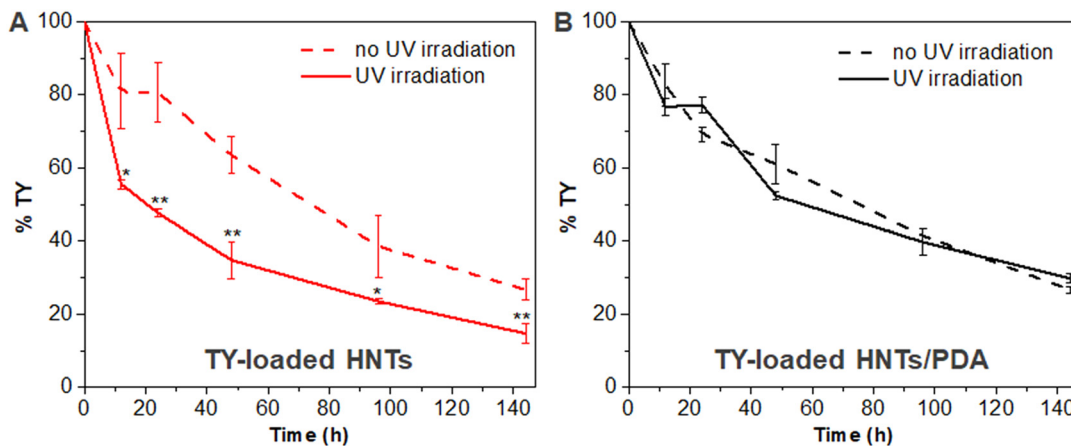 A
100
80
60
40
20
0
% TY
no UV irradiation
UV irradiation
*
**
**
*
**
TY-loaded HNTs
0 20 40 60 80 100 120 140
Time (h)
B
100
80
60
40
20
0
% TY
no UV irradiation
UV irradiation
TY-loaded HNTs/PDA
0 20 40 60 80 100 120 140
Time (h)